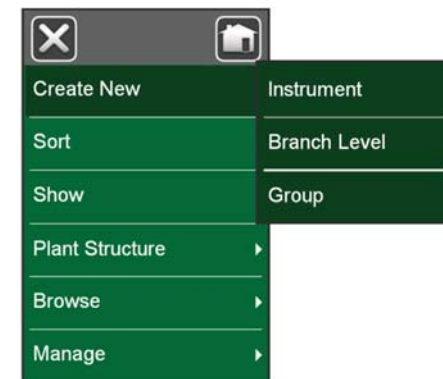 Create New
Instrument
Sort
Branch Level
Show
Group
Plant Structure
Browse
Manage